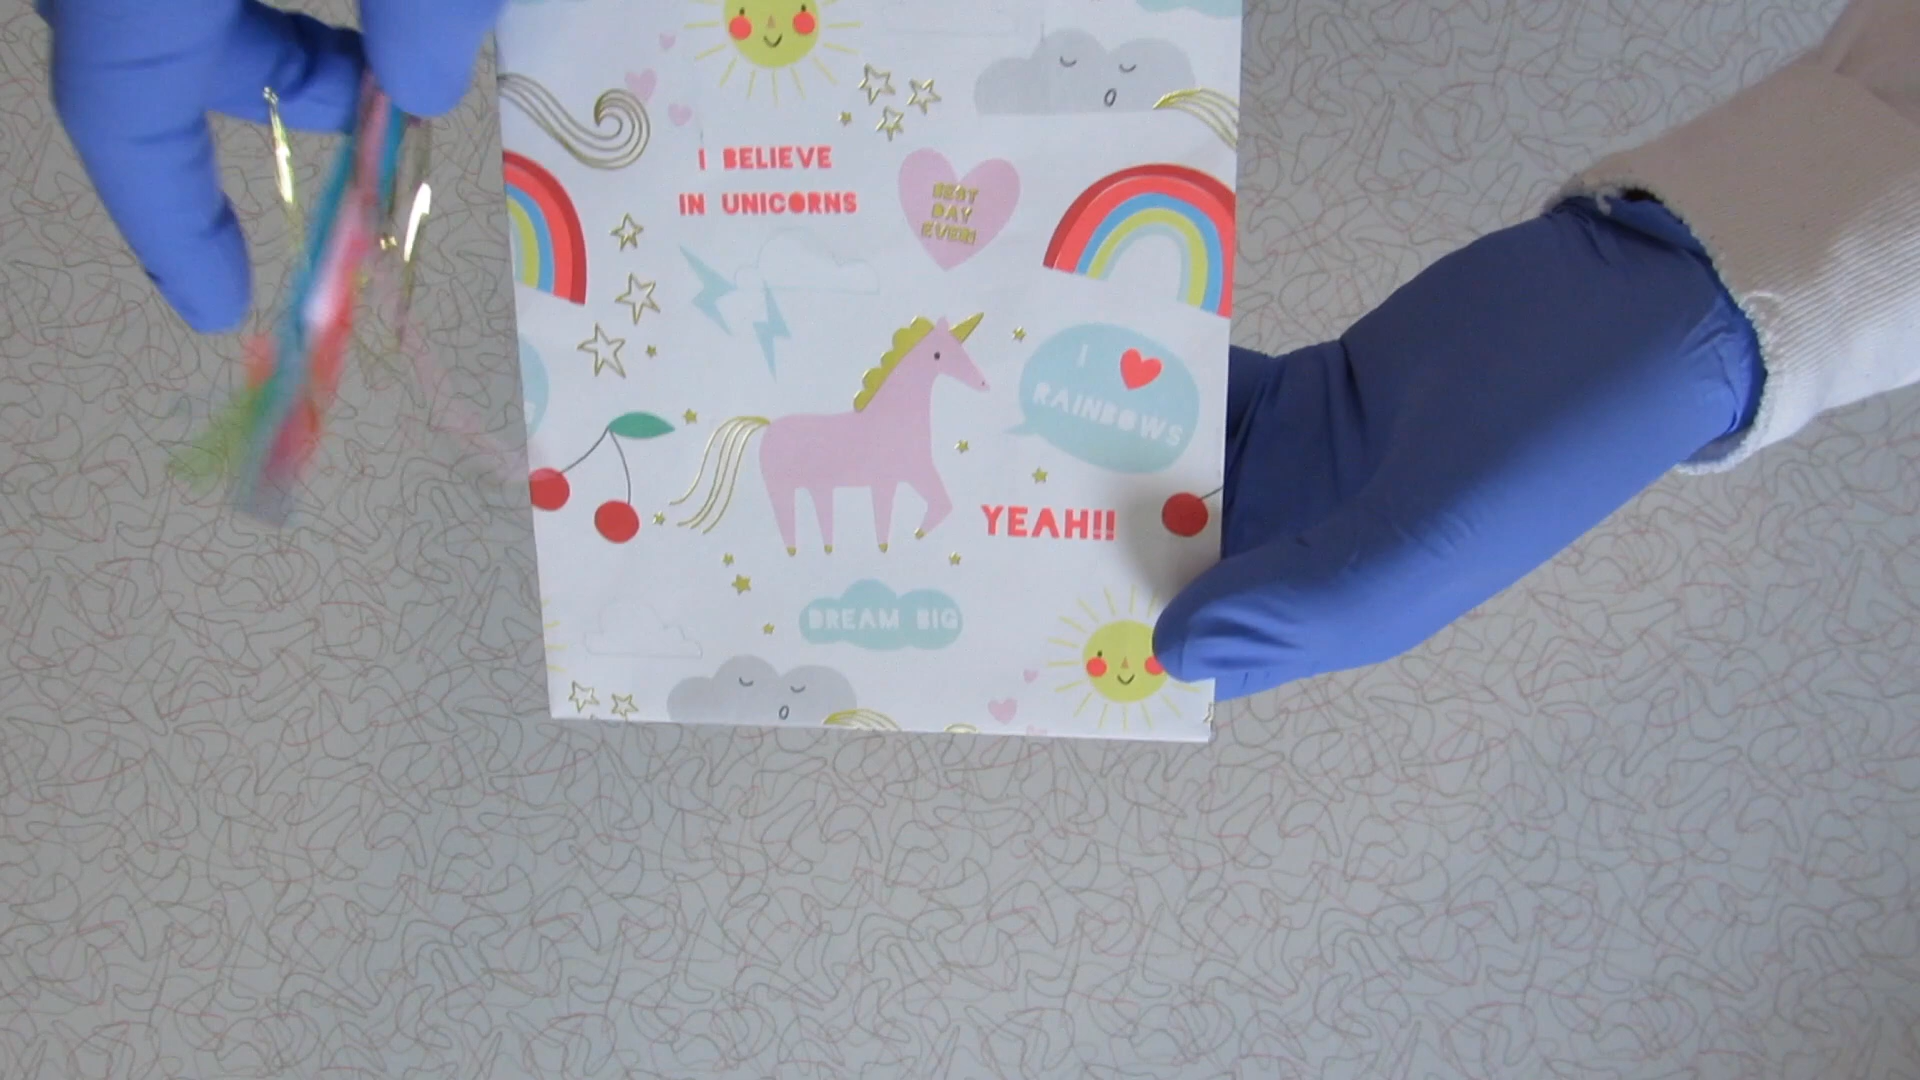 I BELIEVE
IN UNICORNS
BEST
DAY
EVER!
I
RAINBOWS
YEAH!!
DREAM BIG